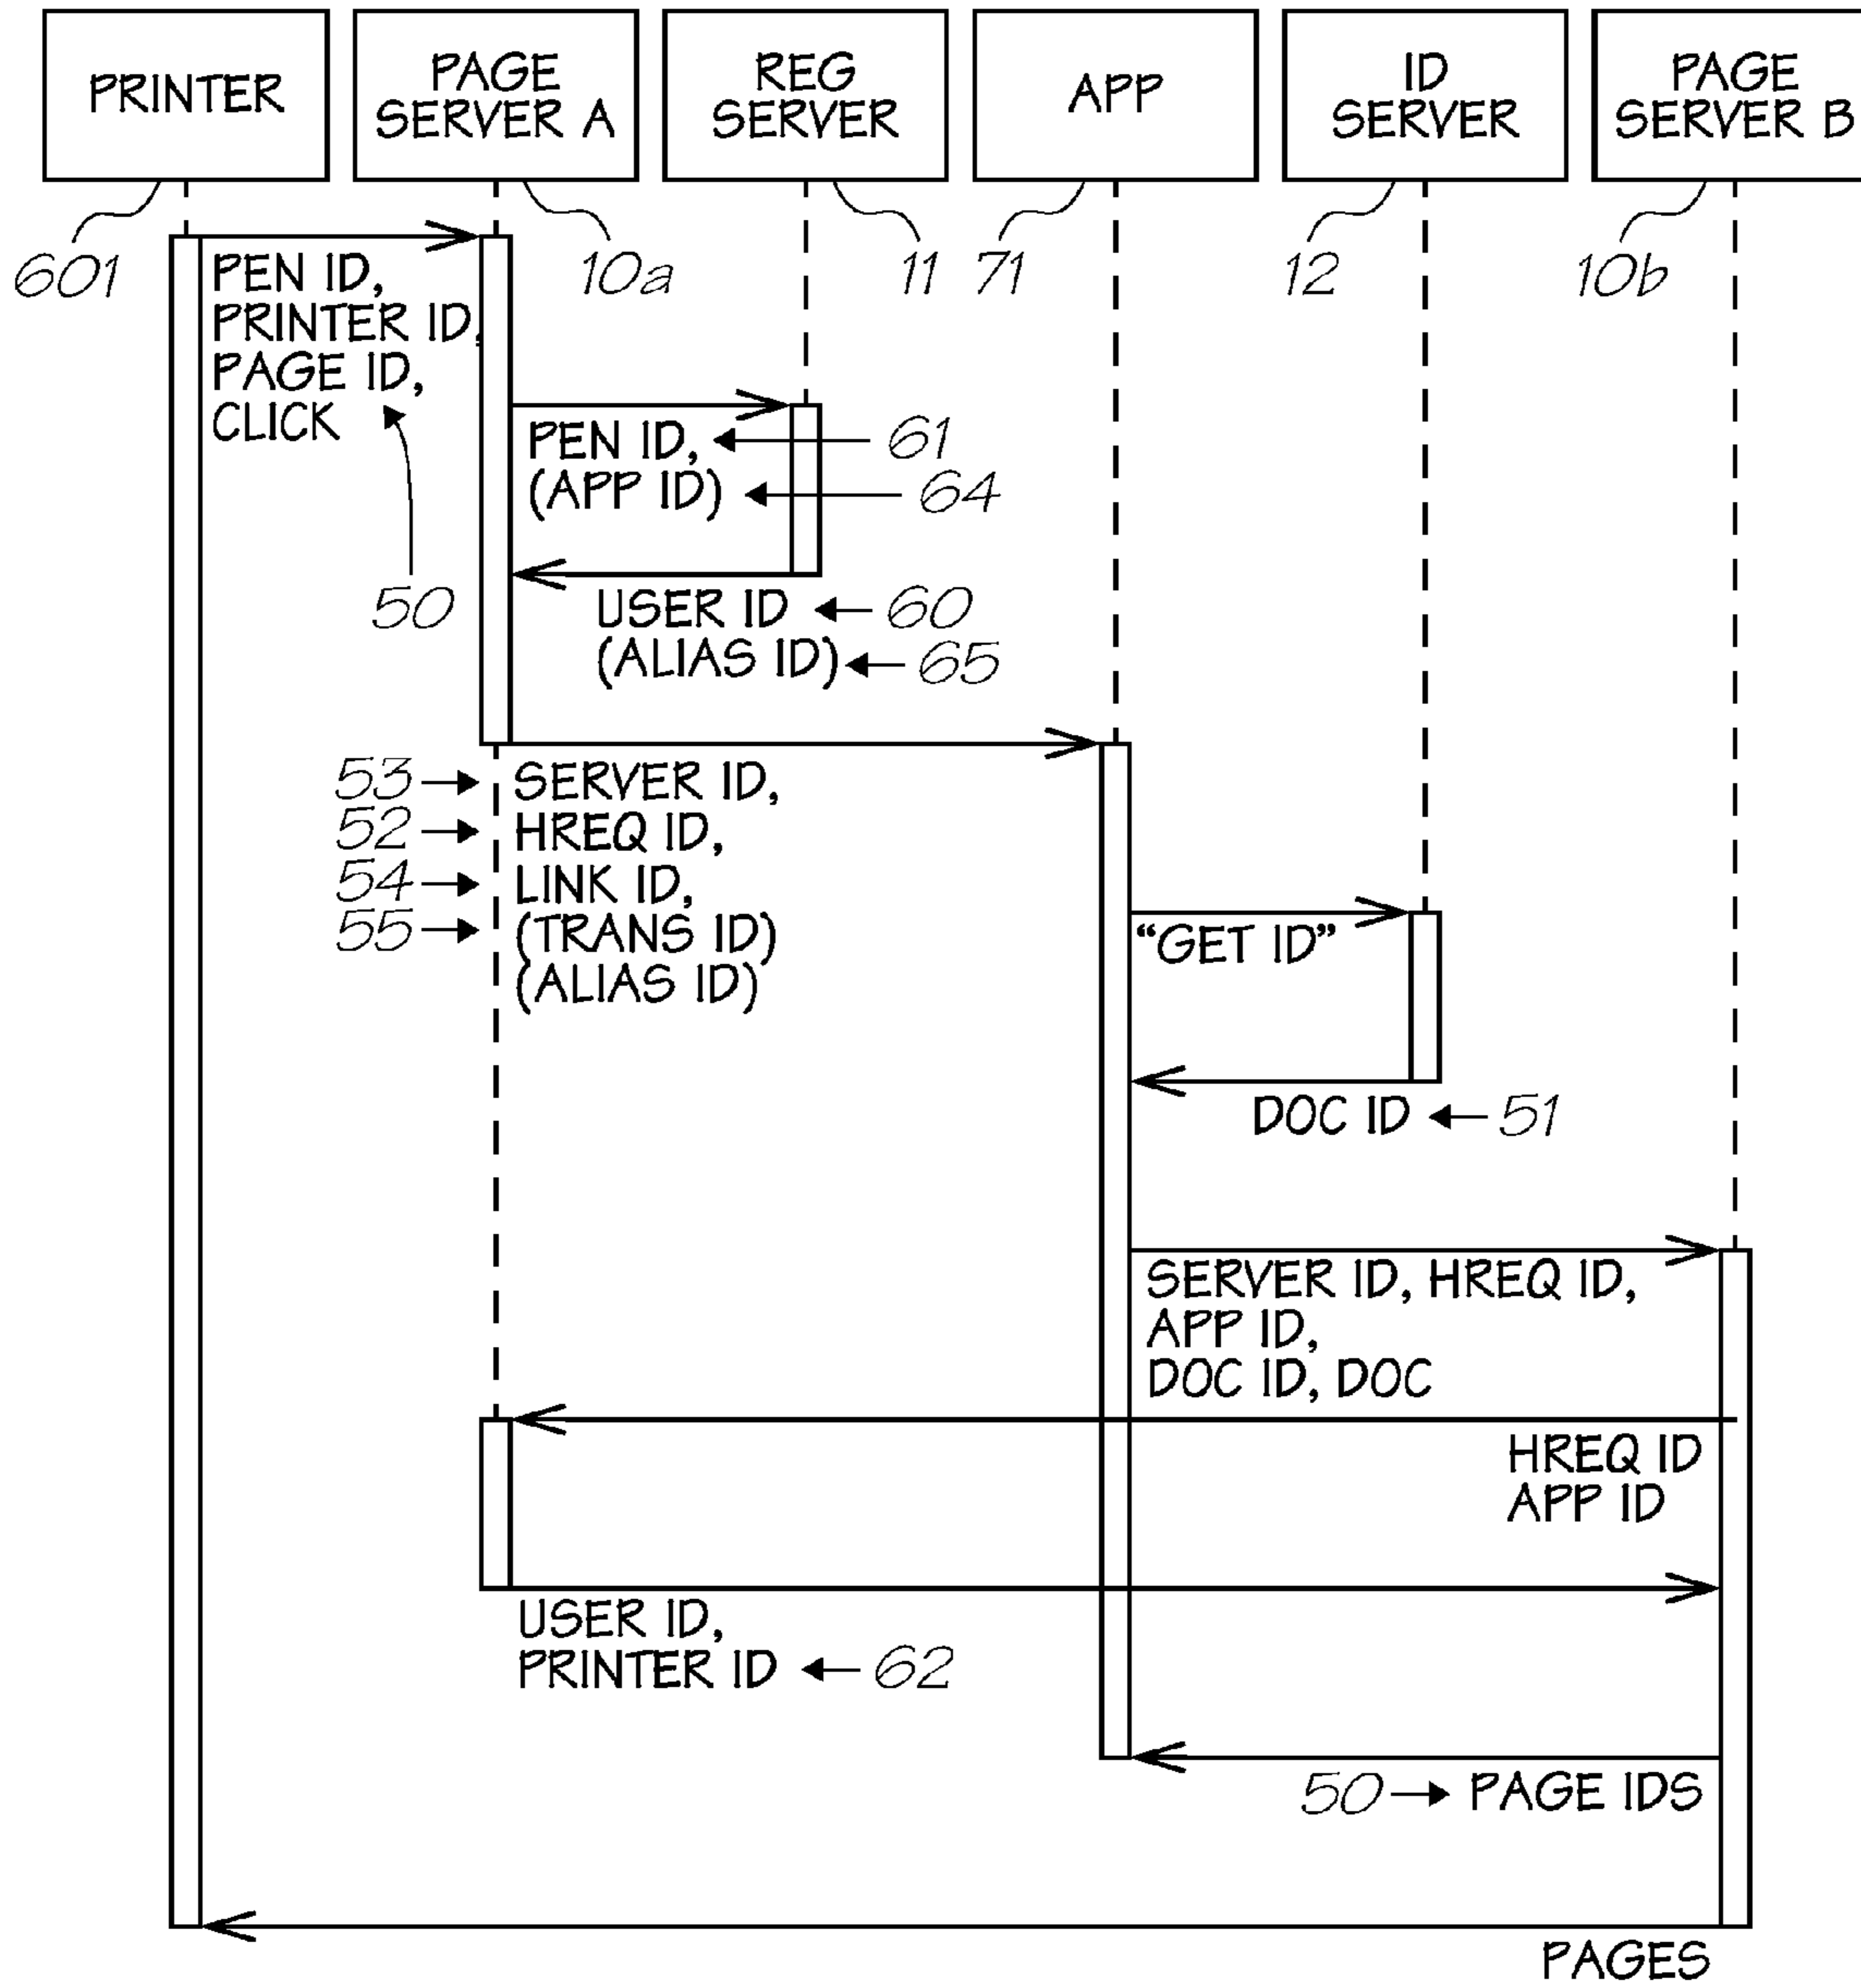 PRINTER
PAGE
SERVER A
REG
SERVER
APP
ID
SERVER
PAGE
SERVER B
601
10a
11
71
12
10b
PEN ID,
PRINTER ID,
PAGE ID,
CLICK
50
PEN ID,
61
(APP ID)
64
USER ID
60
(ALIAS ID)
65
53
SERVER ID,
52
HREQ ID,
54
LINK ID,
55
(TRANS ID)
(ALIAS ID)
“GET ID”
DOC ID
51
SERVER ID, HREQ ID,
APP ID,
DOC ID, DOC
HREQ ID
APP ID
USER ID,
PRINTER ID
62
50
PAGE IDS
PAGES